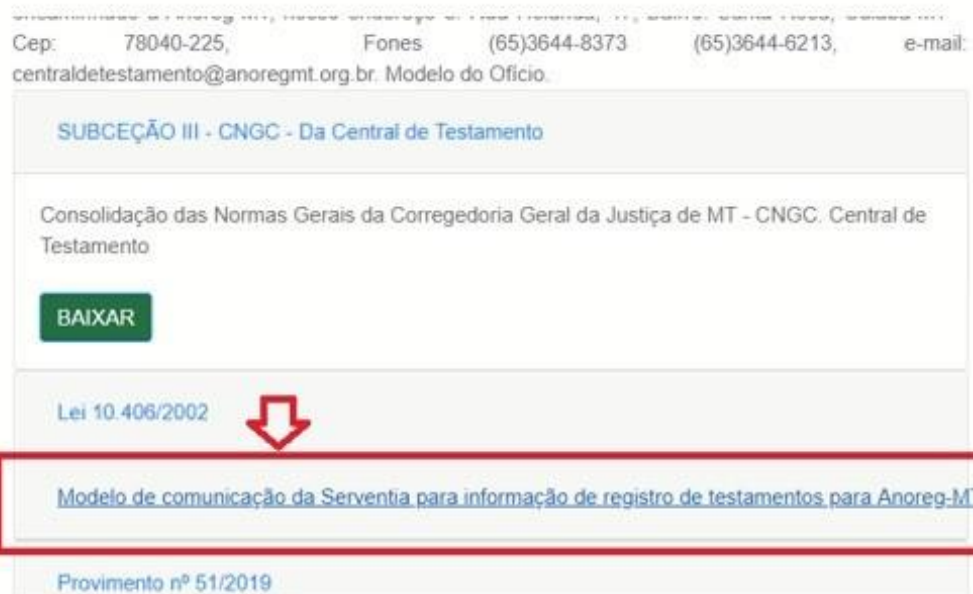 Cep: 78040-225, Fones (65)3644-8373 (65)3644-6213, e-mail:
centraldetestamento@anoregmt.org.br. Modelo do Ofício.
SUBCEÇÃO III - CNGC - Da Central de Testamento
Consolidação das Normas Gerais da Corregedoria Geral da Justiça de MT - CNGC. Central de
Testamento
BAIXAR
Lei 10.406/2002
Modelo de comunicação da Serventia para informação de registro de testamentos para Anoreg-MT
Provimento nº 51/2019